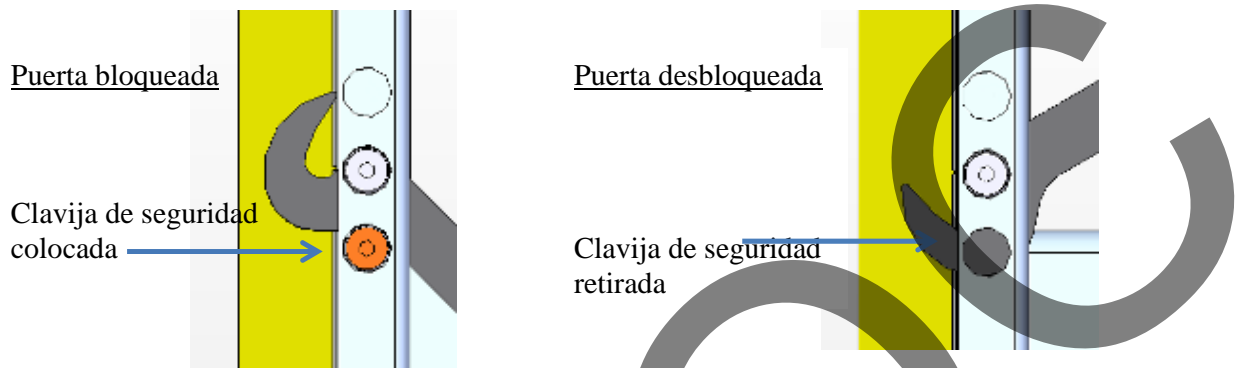 Puerta bloqueada
Clavija de seguridad
colocada
Puerta desbloqueada
Clavija de seguridad
retirada